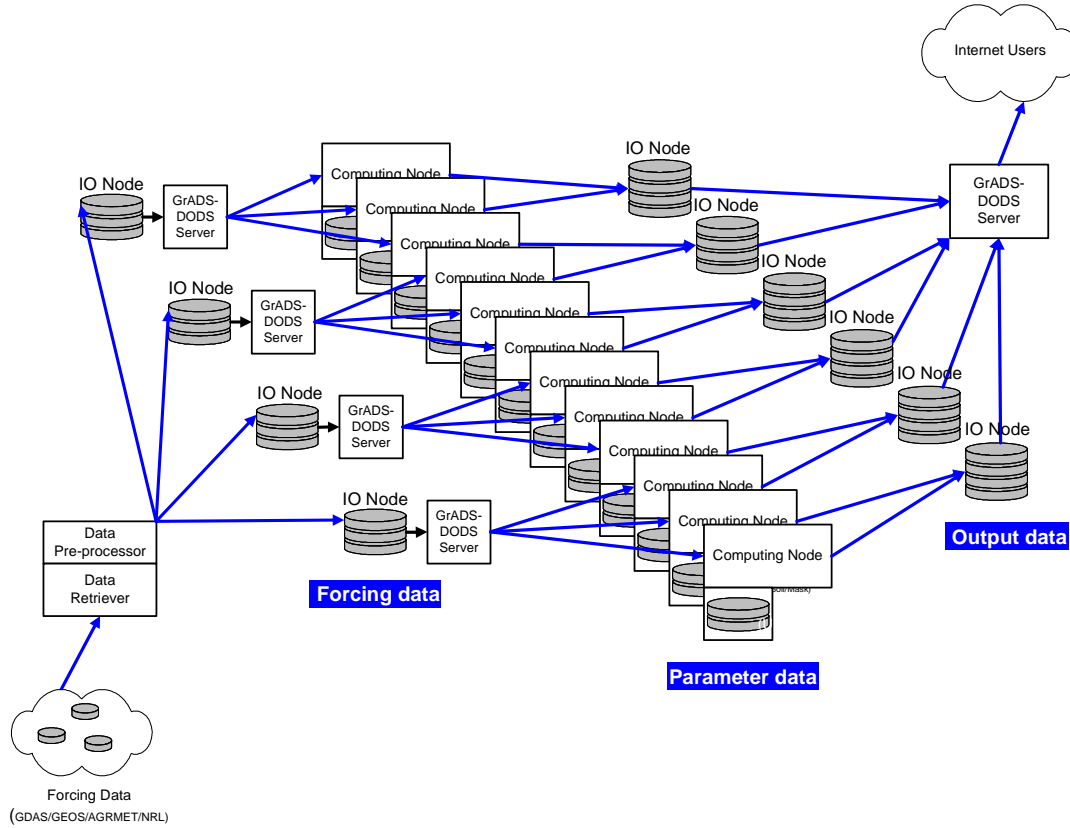 Internet Users
IO Node
GrADS-
DODS
Server
Computing Node
IO Node
GrADS-
DODS
Server
Computing Node
IO Node
Computing Node
IO Node
GrADS-
DODS
Server
Computing Node
IO Node
Computing Node
IO Node
Computing Node
IO Node
GrADS-
DODS
Server
Computing Node
IO Node
Computing Node
IO Node
Computing Node
IO Node
GrADS-
DODS
Server
Computing Node
Computing Node
Computing Node
Data
Pre-processor
Data
Retriever
Forcing data
Output data
Parameter data
Forcing Data
(GDAS/GEOS/AGRMET/NRL)